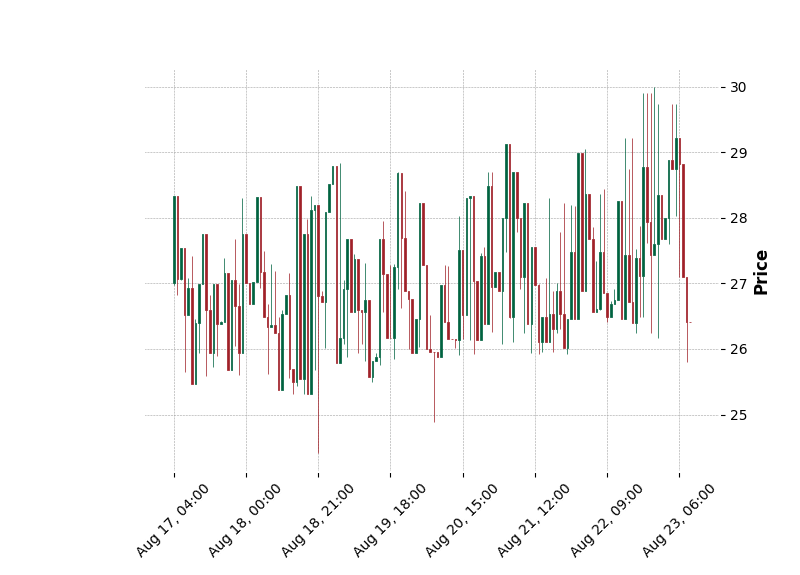 30
29
28
27
26
25
Price
Aug 17, 04:00
Aug 18, 00:00
Aug 18, 21:00
Aug 19, 18:00
Aug 20, 15:00
Aug 21, 12:00
Aug 22, 09:00
Aug 23, 06:00